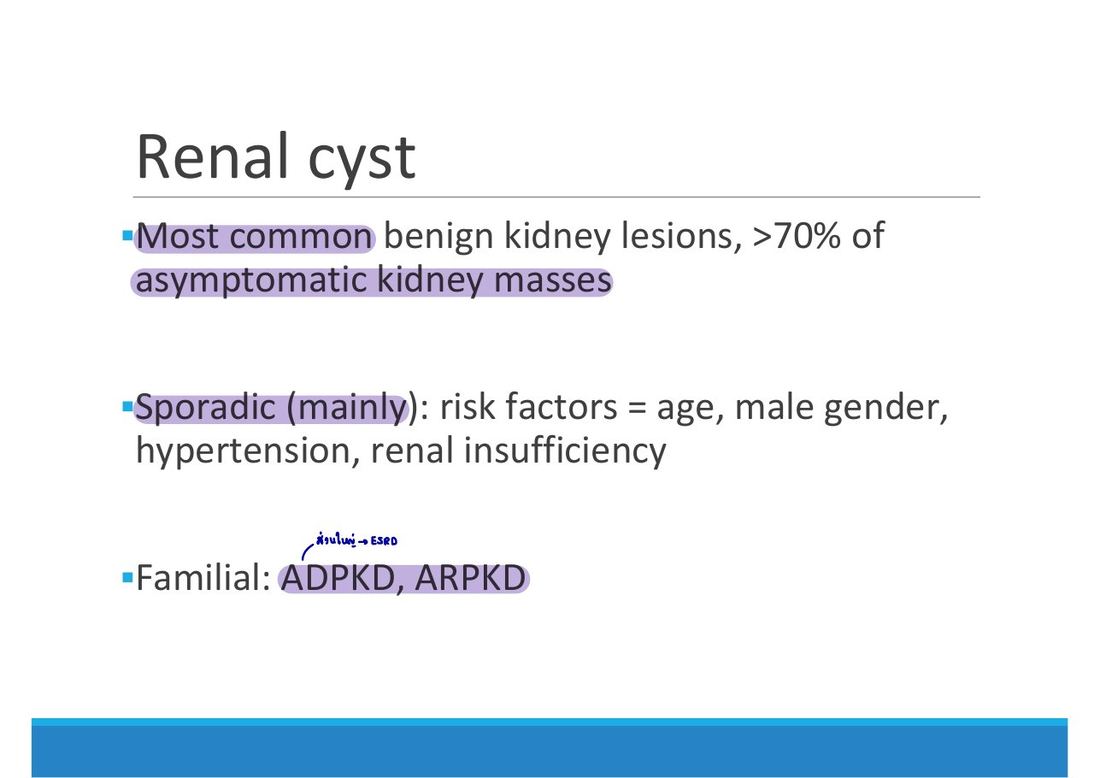 Renal cyst
▪Most common benign kidney lesions, >70% of
asymptomatic kidney masses
▪Sporadic (mainly): risk factors = age, male gender,
hypertension, renal insufficiency
ส่วนใหญ่ → ESRD
▪Familial: ADPKD, ARPKD